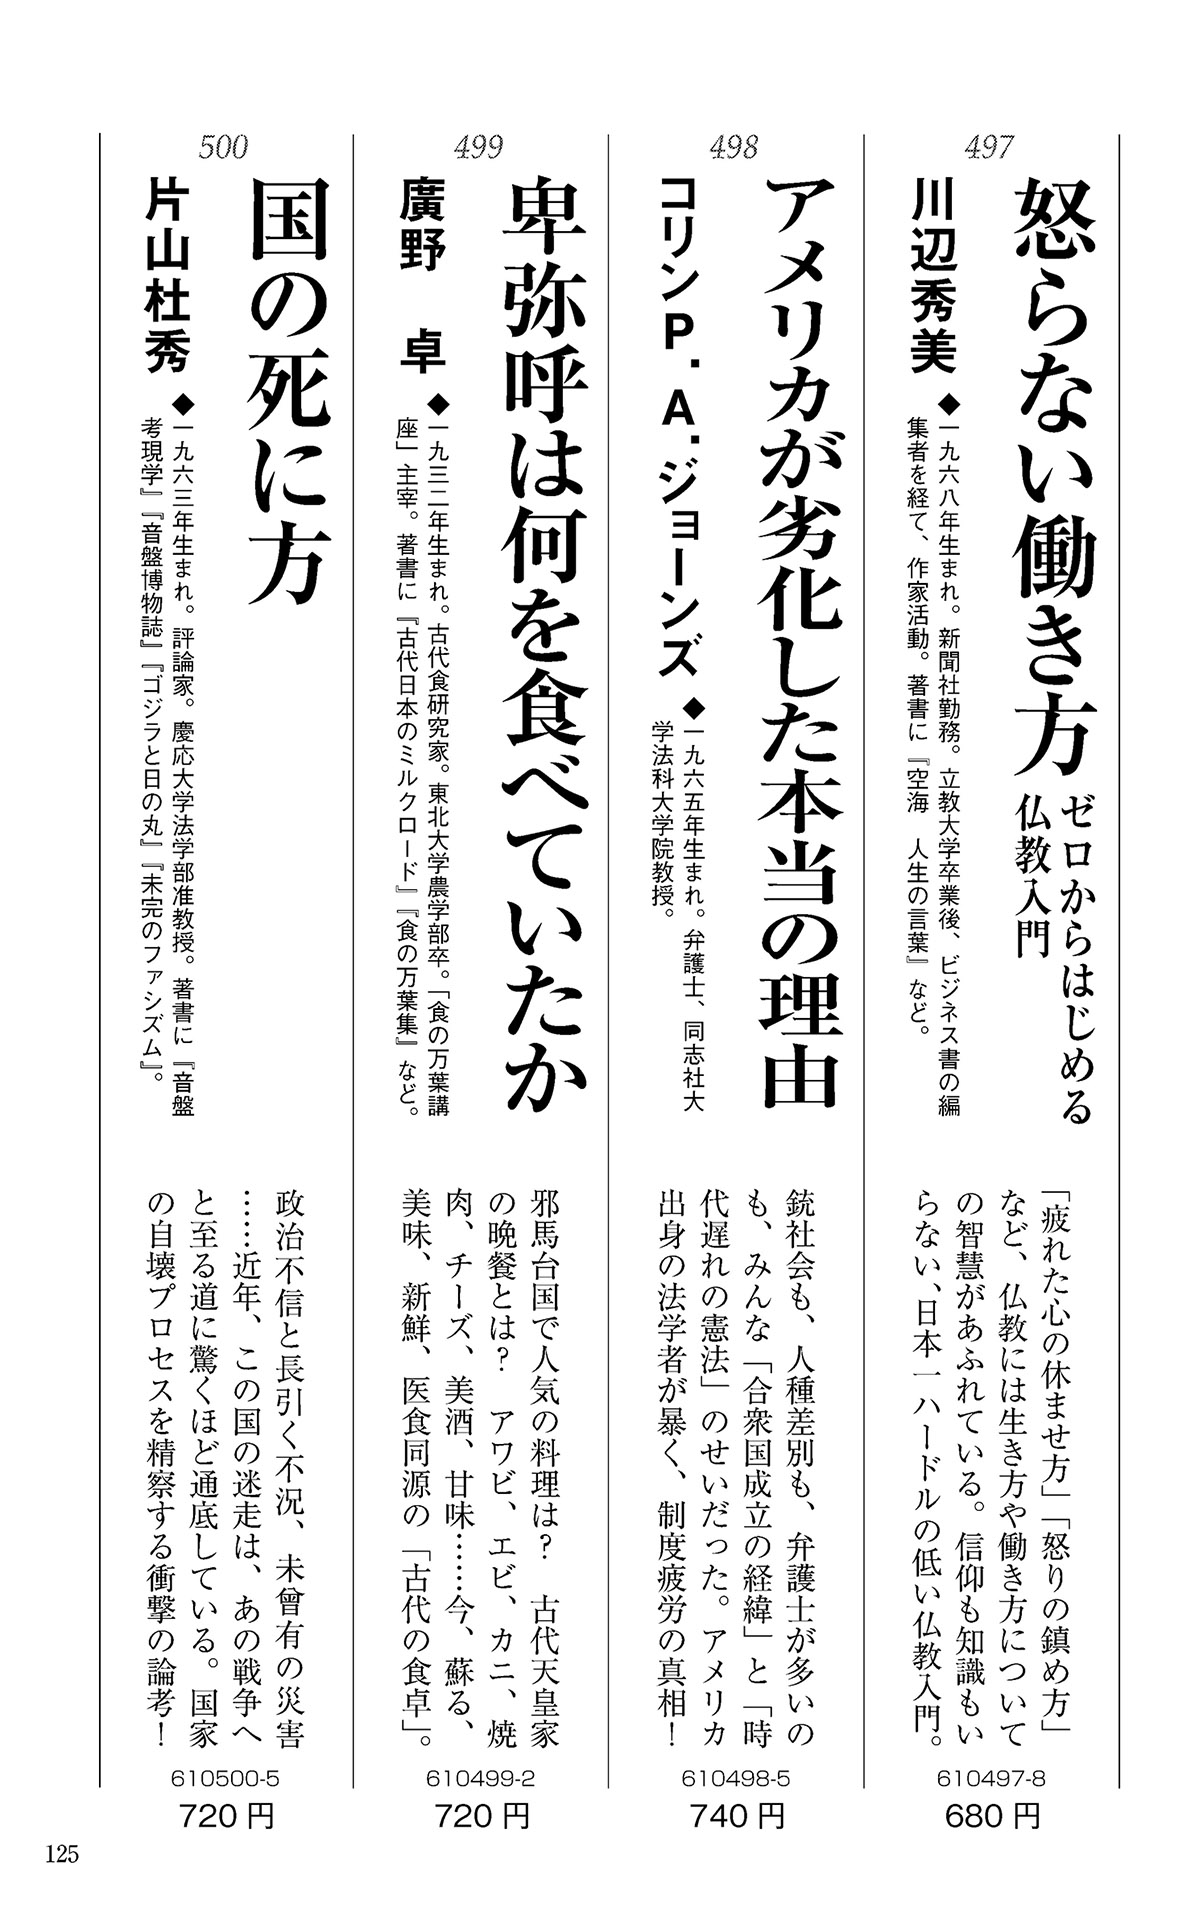 497
怒らない働き方
ゼロからはじめる
仏教入門
川辺秀美
◆一九六八年生まれ。新聞社勤務。立教大学卒業後、ビジネス書の編
集者を経て、作家活動。著書に『空海　人生の言葉』など。
「疲れた心の休ませ方」「怒りの鎮め方」
など、仏教には生き方や働き方について
の智慧があふれている。信仰も知識もい
らない、日本一ハードルの低い仏教入門。
610497-8
680円
498
アメリカが劣化した本当の理由
コリンP．A．ジョーンズ
◆一九六五年生まれ。弁護士、同志社大
学法科大学院教授。
銃社会も、人種差別も、弁護士が多いの
も、みんな「合衆国成立の経緯」と「時
代遅れの憲法」のせいだった。アメリカ
出身の法学者が暴く、制度疲労の真相！
610498-5
740円
499
卑弥呼は何を食べていたか
廣野　卓
◆一九三二年生まれ。古代食研究家。東北大学農学部卒。「食の万葉講
座」主宰。著書に『古代日本のミルクロード』『食の万葉集』など。
邪馬台国で人気の料理は？　古代天皇家
の晩餐とは？　アワビ、エビ、カニ、焼
肉、チーズ、美酒、甘味……今、蘇る、
美味、新鮮、医食同源の「古代の食卓」。
610499-2
720円
500
国の死に方
片山杜秀
◆一九六三年生まれ。評論家。慶応大学法学部准教授。著書に『音盤
考現学』『音盤博物誌』『ゴジラと日の丸』『未完のファシズム』。
政治不信と長引く不況、未曾有の災害
……近年、この国の迷走は、あの戦争へ
と至る道に驚くほど通底している。国家
の自壊プロセスを精察する衝撃の論考！
610500-5
720円
125